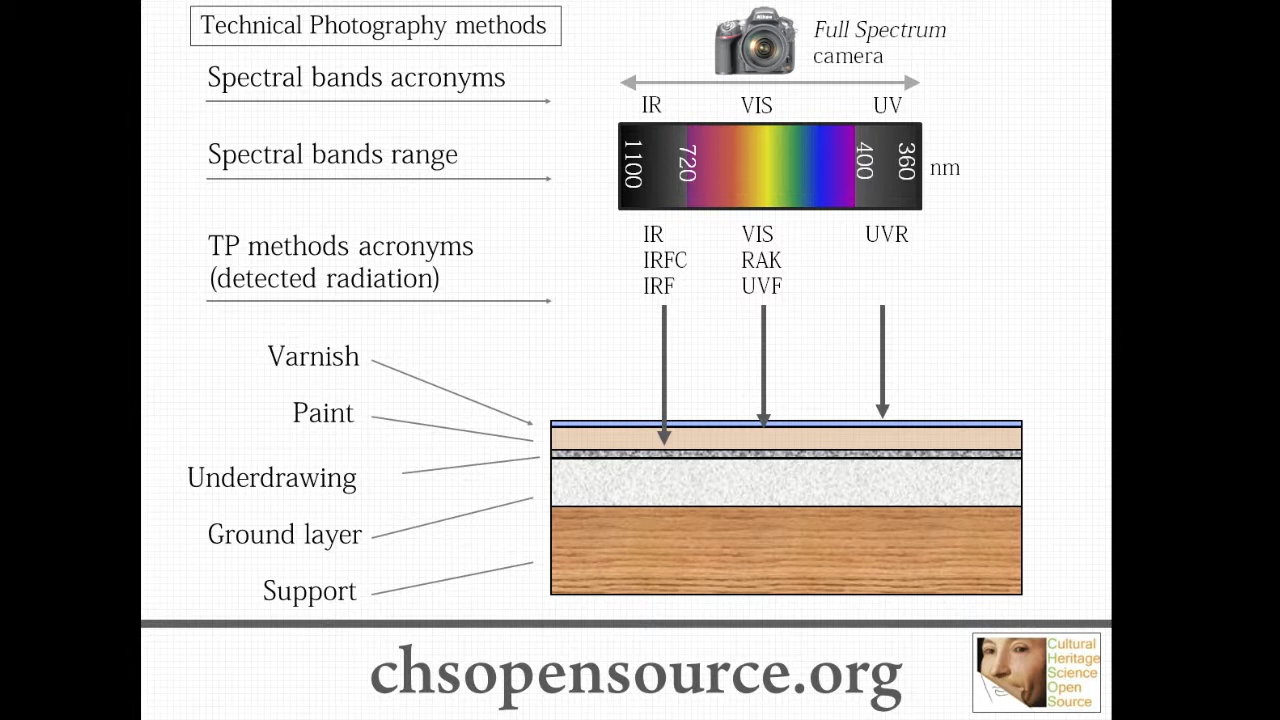 Technical Photography methods
Nikon
Full Spectrum
camera
Spectral bands acronyms
IR VIS UV
Spectral bands range
1100 720 400 360 nm
TP methods acronyms
(detected radiation)
IR VIS UVR
IRFC RAK
IRF UVF
Varnish
Paint
Underdrawing
Ground layer
Support
chsopensource.org
Cultural
Heritage
Science
Open
Source